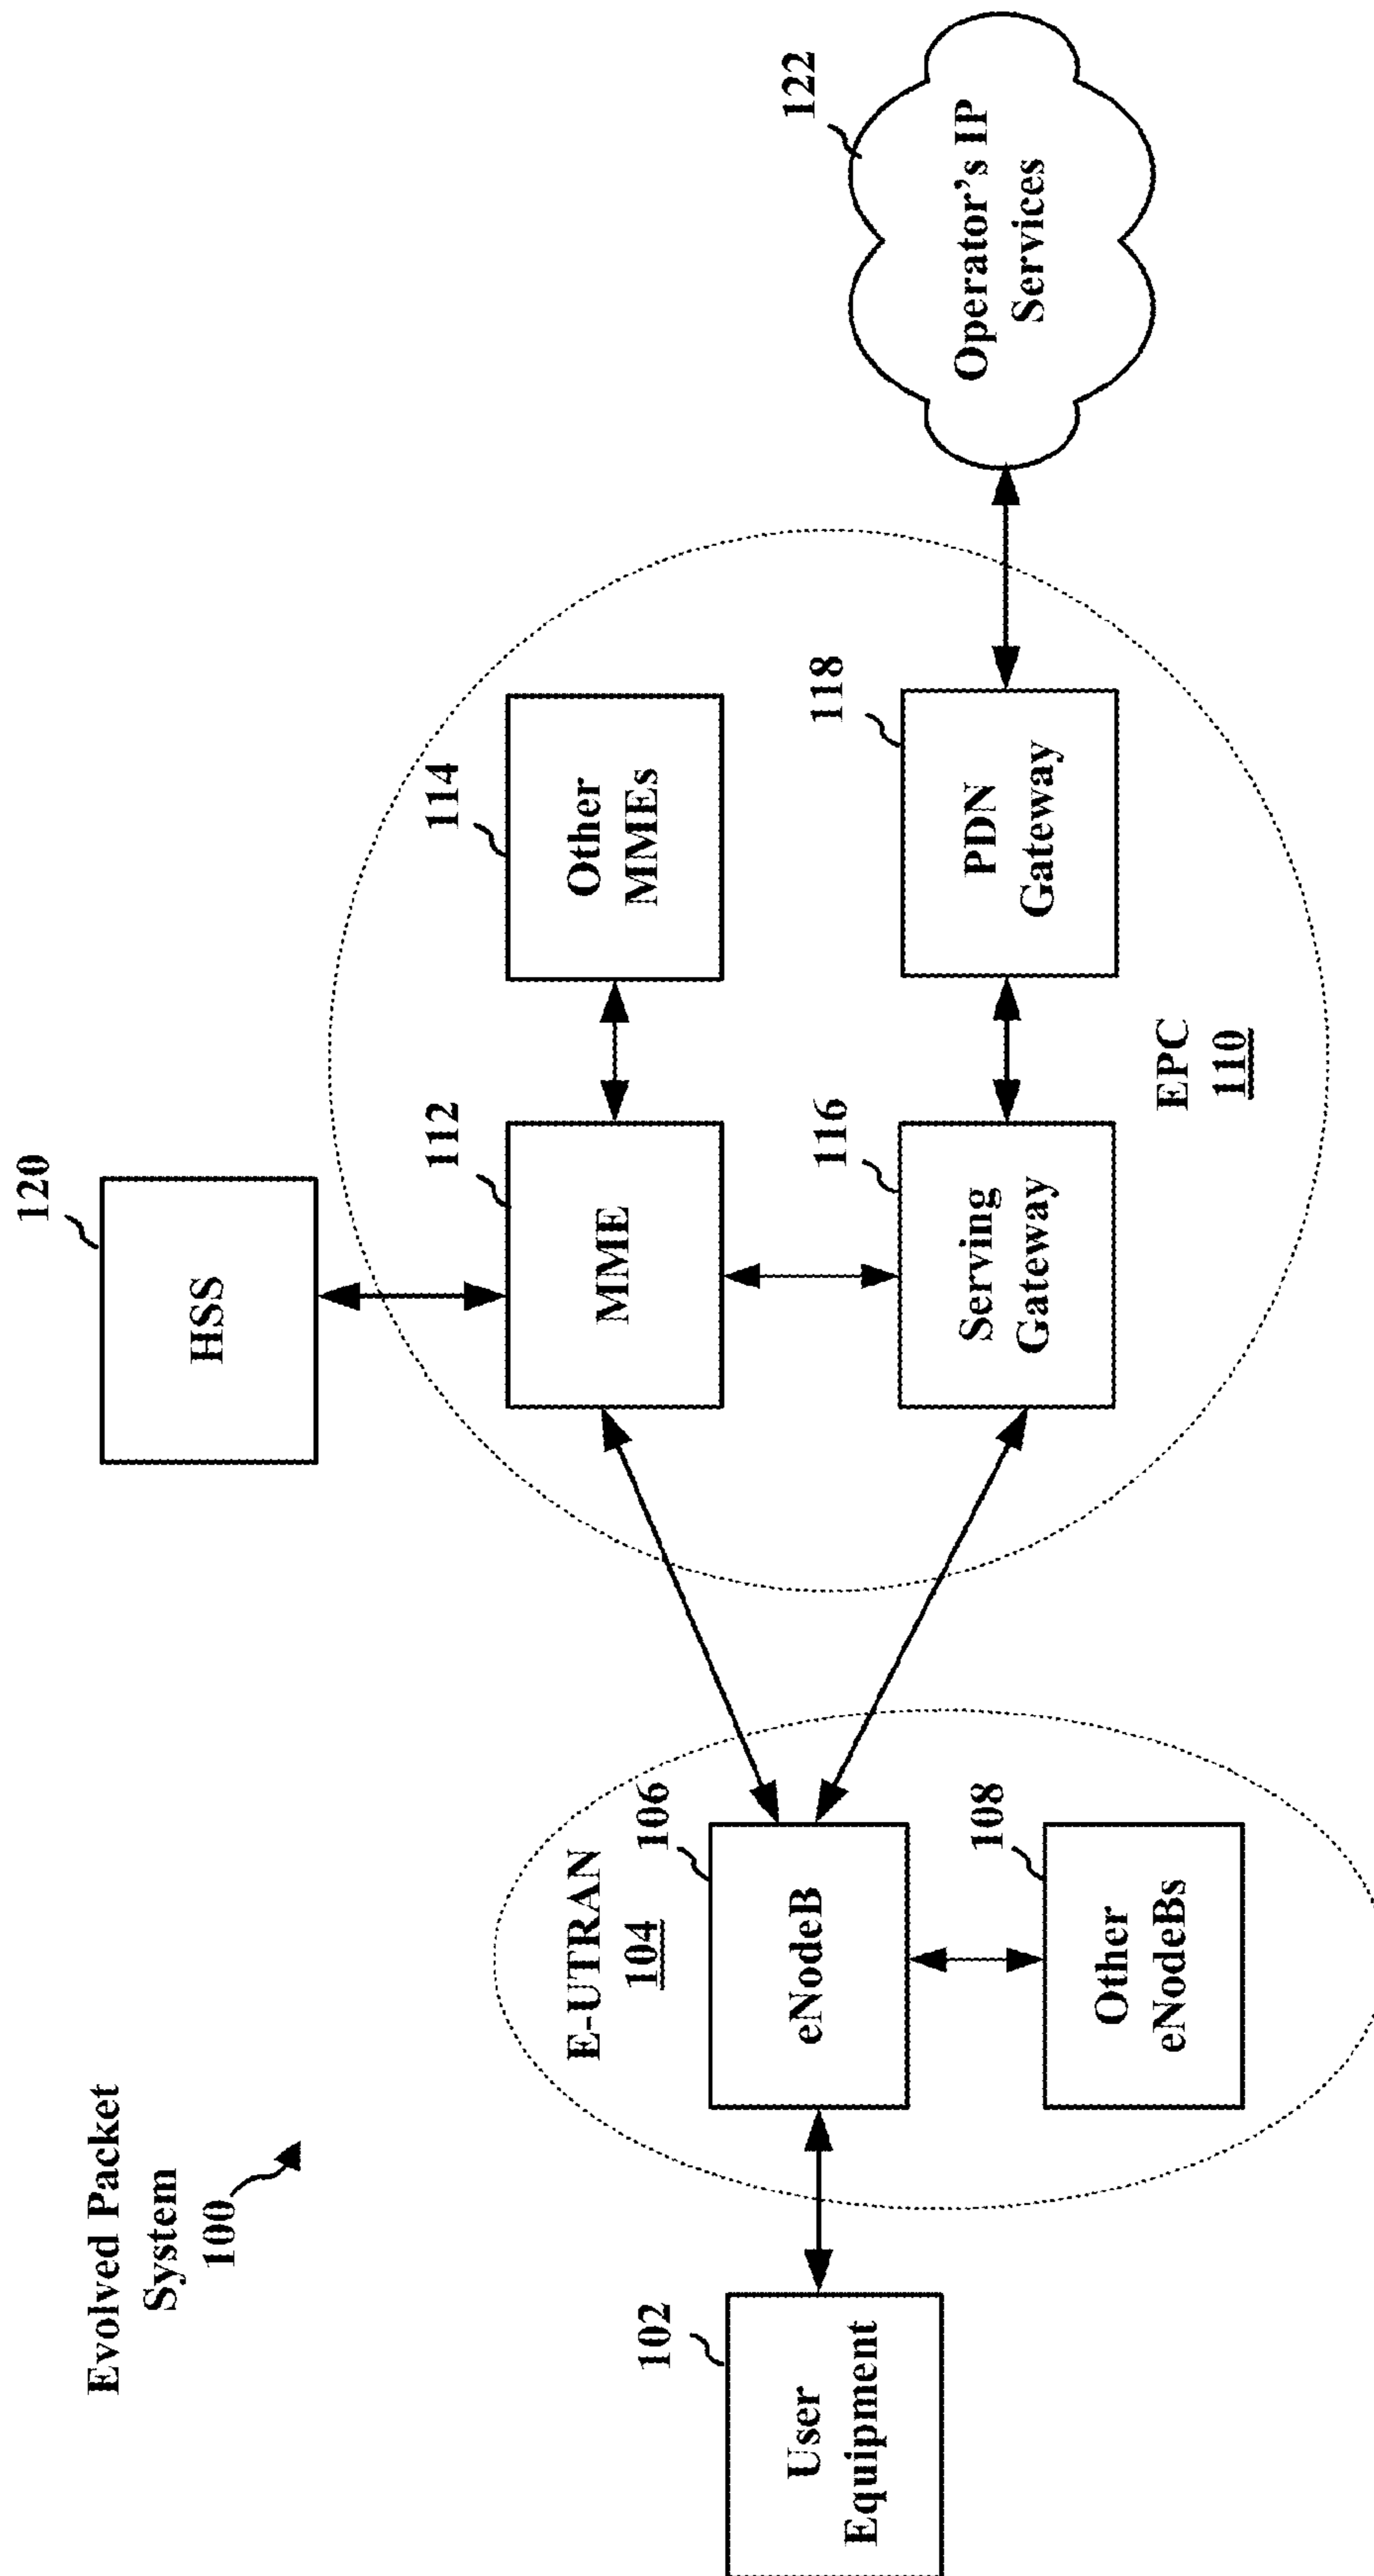 Evolved Packet
System
100
120
HSS
E-UTRAN
104
106
eNodeB
108
Other
eNodeBs
102
User
Equipment
112
MME
114
Other
MMEs
116
Serving
Gateway
118
PDN
Gateway
EPC
110
122
Operator's IP
Services